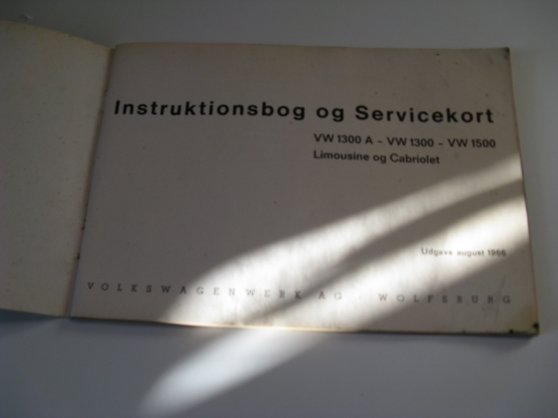 Instruktionsbog og Servicekort
VW 1300 A - VW 1300 - VW 1500
Limousine og Cabriolet
Udgave august 1966
VOLKSWAGENWERK AG · WOLFSBURG